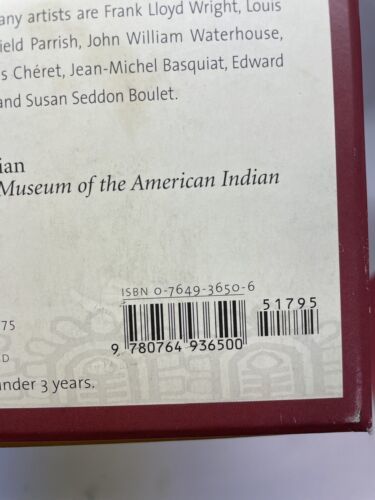 any artists are Frank Lloyd Wright, Louis
ield Parrish, John William Waterhouse,
s Chéret, Jean-Michel Basquiat, Edward
and Susan Seddon Boulet.
ian
Museum of the American Indian
ISBN 0-7649-3650-6
51795
9 780764 936500
75
D
nder 3 years.